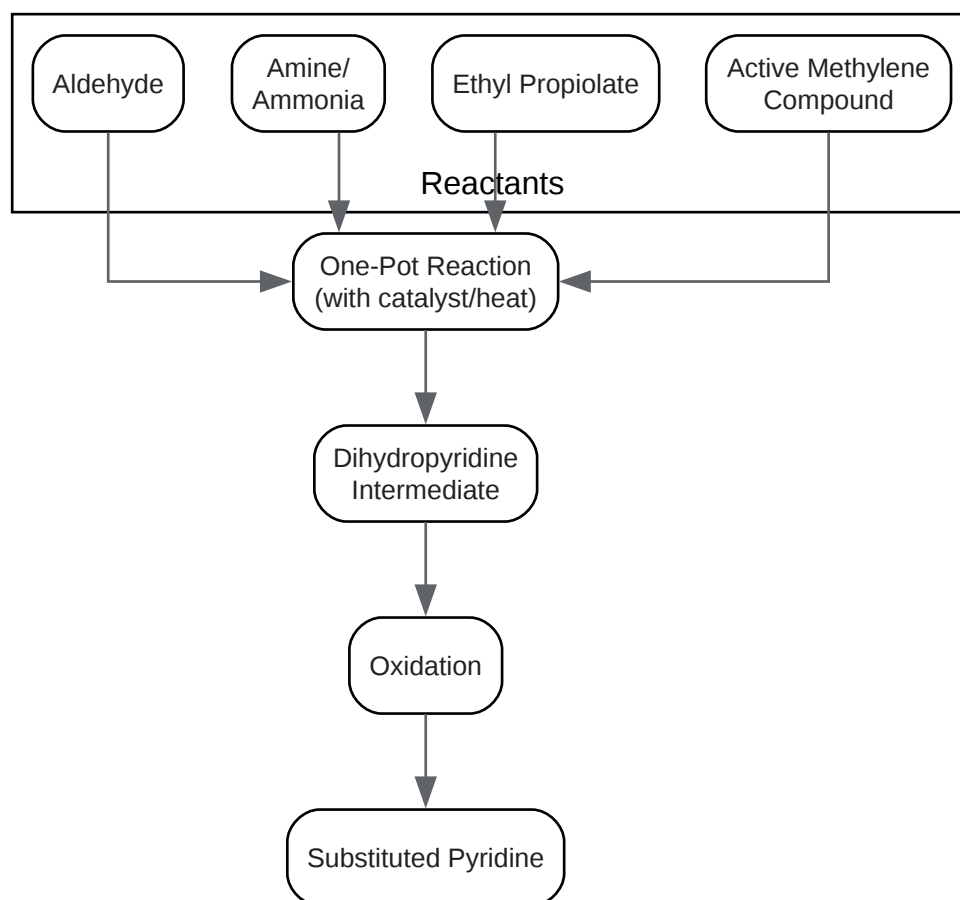 Aldehyde
Amine/
Ammonia
Ethyl Propiolate
Active Methylene
Compound
Reactants
One-Pot Reaction
(with catalyst/heat)
Dihydropyridine
Intermediate
Oxidation
Substituted Pyridine